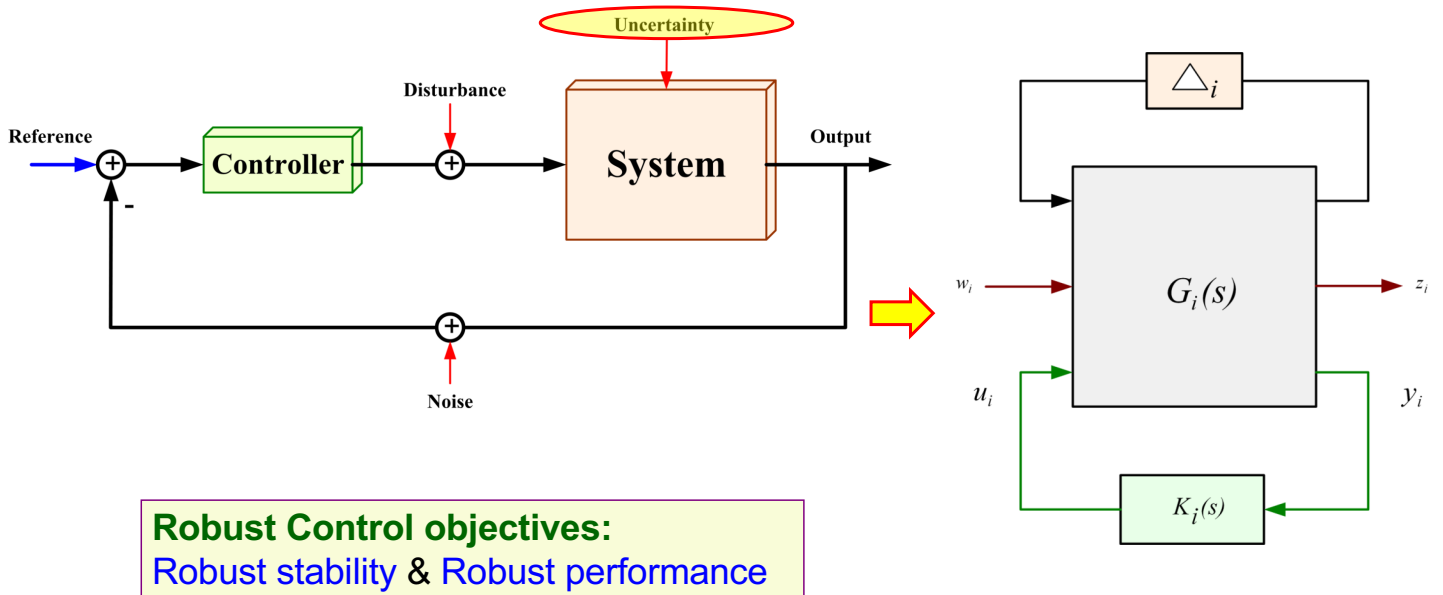 Uncertainty
Disturbance
Reference
Controller
System
Output
-
Noise
△i
wᵢ
Gᵢ(s)
zᵢ
uᵢ
yᵢ
Kᵢ(s)
Robust Control objectives:
Robust stability & Robust performance